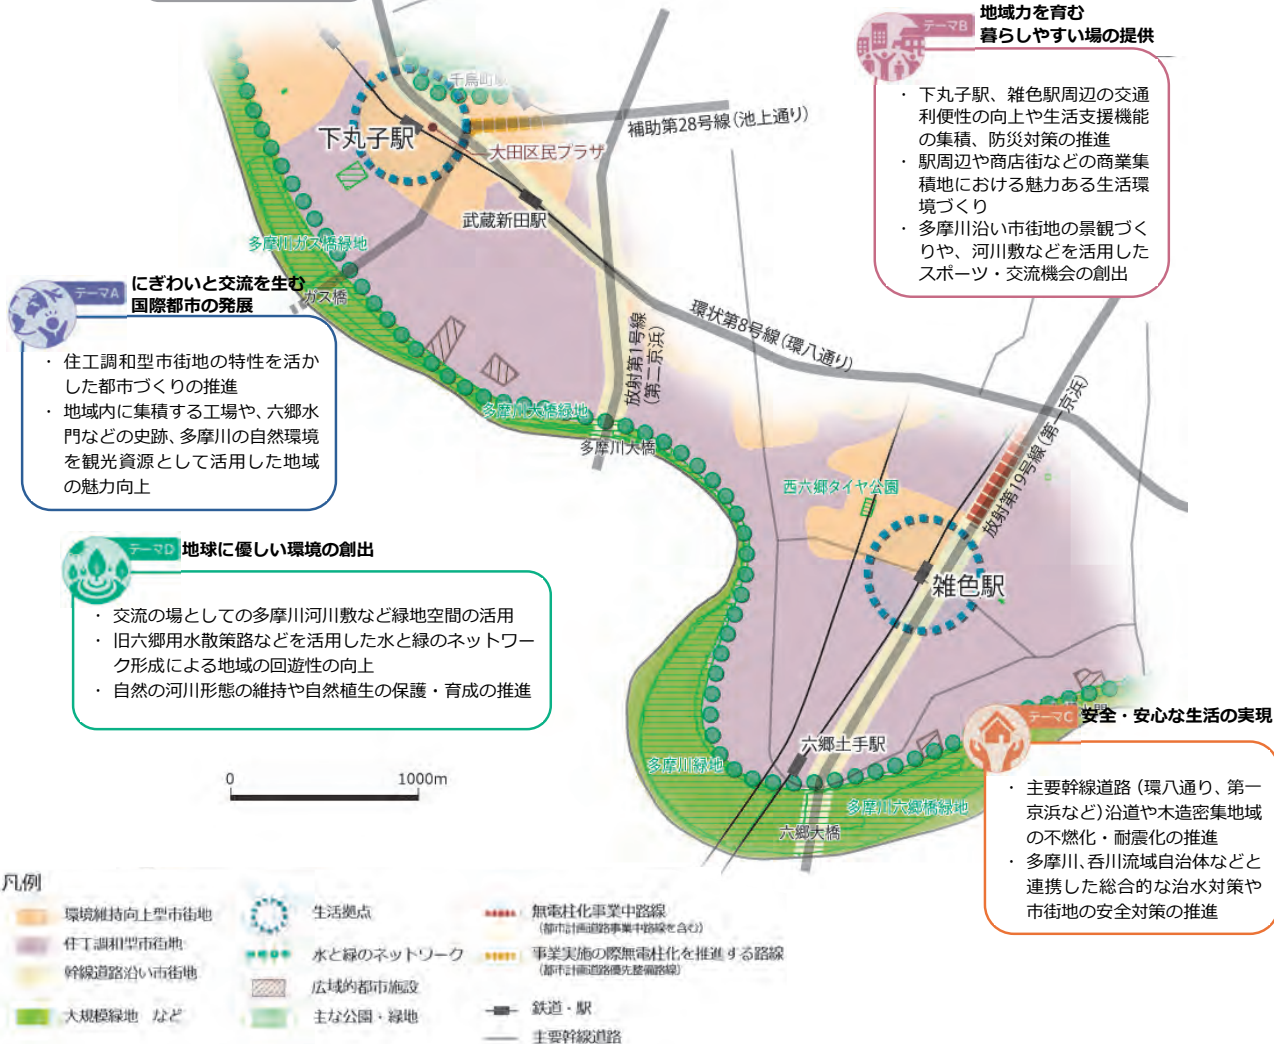 テーマB
地域力を育む
暮らしやすい場の提供
・ 下丸子駅、雑色駅周辺の交通
利便性の向上や生活支援機能
の集積、防災対策の推進
・ 駅周辺や商店街などの商業集
積地における魅力ある生活環
境づくり
・ 多摩川沿い市街地の景観づく
りや、河川敷などを活用した
スポーツ・交流機会の創出
千鳥町駅
下丸子駅
補助第28号線(池上通り)
大田区民プラザ
武蔵新田駅
多摩川ガス橋緑地
ガス橋
テーマA
にぎわいと交流を生む
国際都市の発展
・ 住工調和型市街地の特性を活か
した都市づくりの推進
・ 地域内に集積する工場や、六郷水
門などの史跡、多摩川の自然環境
を観光資源として活用した地域
の魅力向上
環状第8号線(環八通り)
放射第1号線
(第二京浜)
多摩川大橋緑地
多摩川大橋
放射第19号線(第一京浜)
西六郷タイヤ公園
雑色駅
テーマD
地球に優しい環境の創出
・ 交流の場としての多摩川河川敷など緑地空間の活用
・ 旧六郷用水散策路などを活用した水と緑のネットワー
ク形成による地域の回遊性の向上
・ 自然の河川形態の維持や自然植生の保護・育成の推進
六郷土手駅
多摩川緑地
多摩川六郷橋緑地
六郷大橋
テーマC
安全・安心な生活の実現
・ 主要幹線道路（環八通り、第一
京浜など）沿道や木造密集地域
の不燃化・耐震化の推進
・ 多摩川、呑川流域自治体などと
連携した総合的な治水対策や
市街地の安全対策の推進
0
1000m
凡例
環境維持向上型市街地
住工調和型市街地
幹線道路沿い市街地
大規模緑地 など
生活拠点
水と緑のネットワーク
広域的都市施設
主な公園・緑地
無電柱化事業中路線
(都市計画道路事業中路線を含む)
事業実施の際無電柱化を推進する路線
(都市計画道路優先整備路線)
鉄道・駅
主要幹線道路